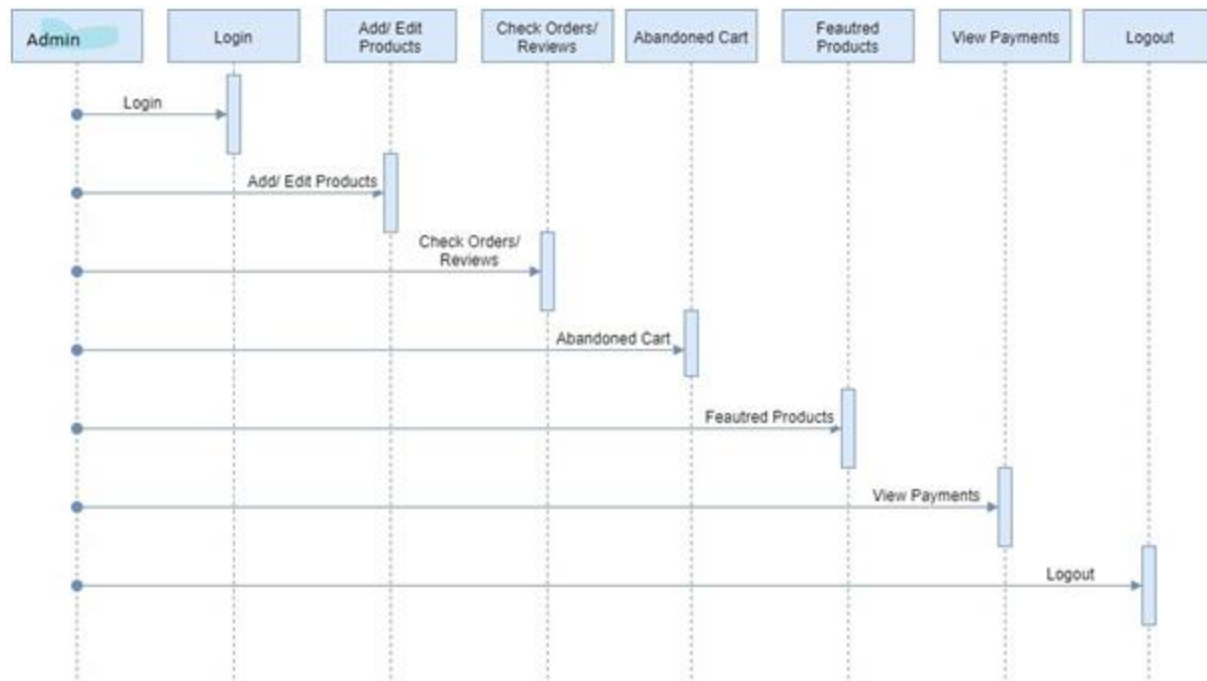 Admin
Login
Add/ Edit
Products
Check Orders/
Reviews
Abandoned Cart
Feautred
Products
View Payments
Logout
Login
Add/ Edit Products
Check Orders/
Reviews
Abandoned Cart
Feautred Products
View Payments
Logout